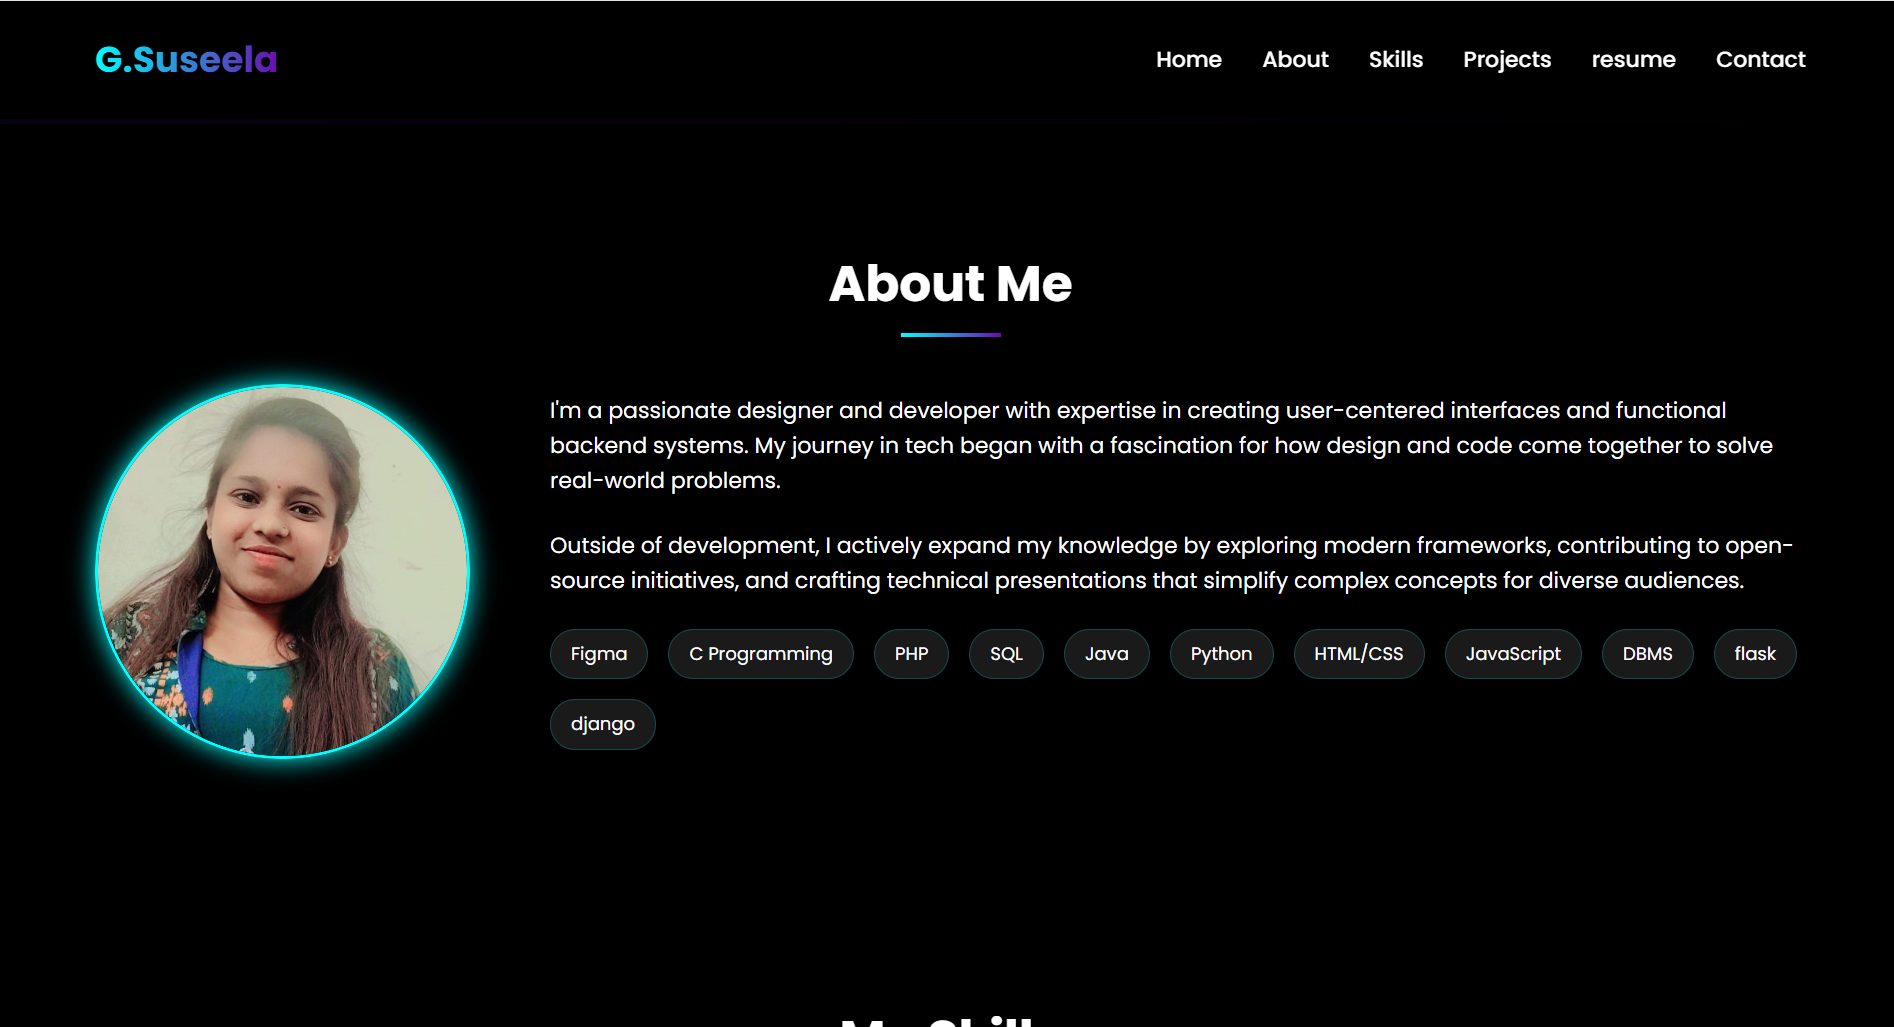 G.Suseela
Home About Skills Projects resume Contact
About Me
I'm a passionate designer and developer with expertise in creating user-centered interfaces and functional
backend systems. My journey in tech began with a fascination for how design and code come together to solve
real-world problems.
Outside of development, I actively expand my knowledge by exploring modern frameworks, contributing to open-
source initiatives, and crafting technical presentations that simplify complex concepts for diverse audiences.
Figma C Programming PHP SQL Java Python HTML/CSS JavaScript DBMS flask
django